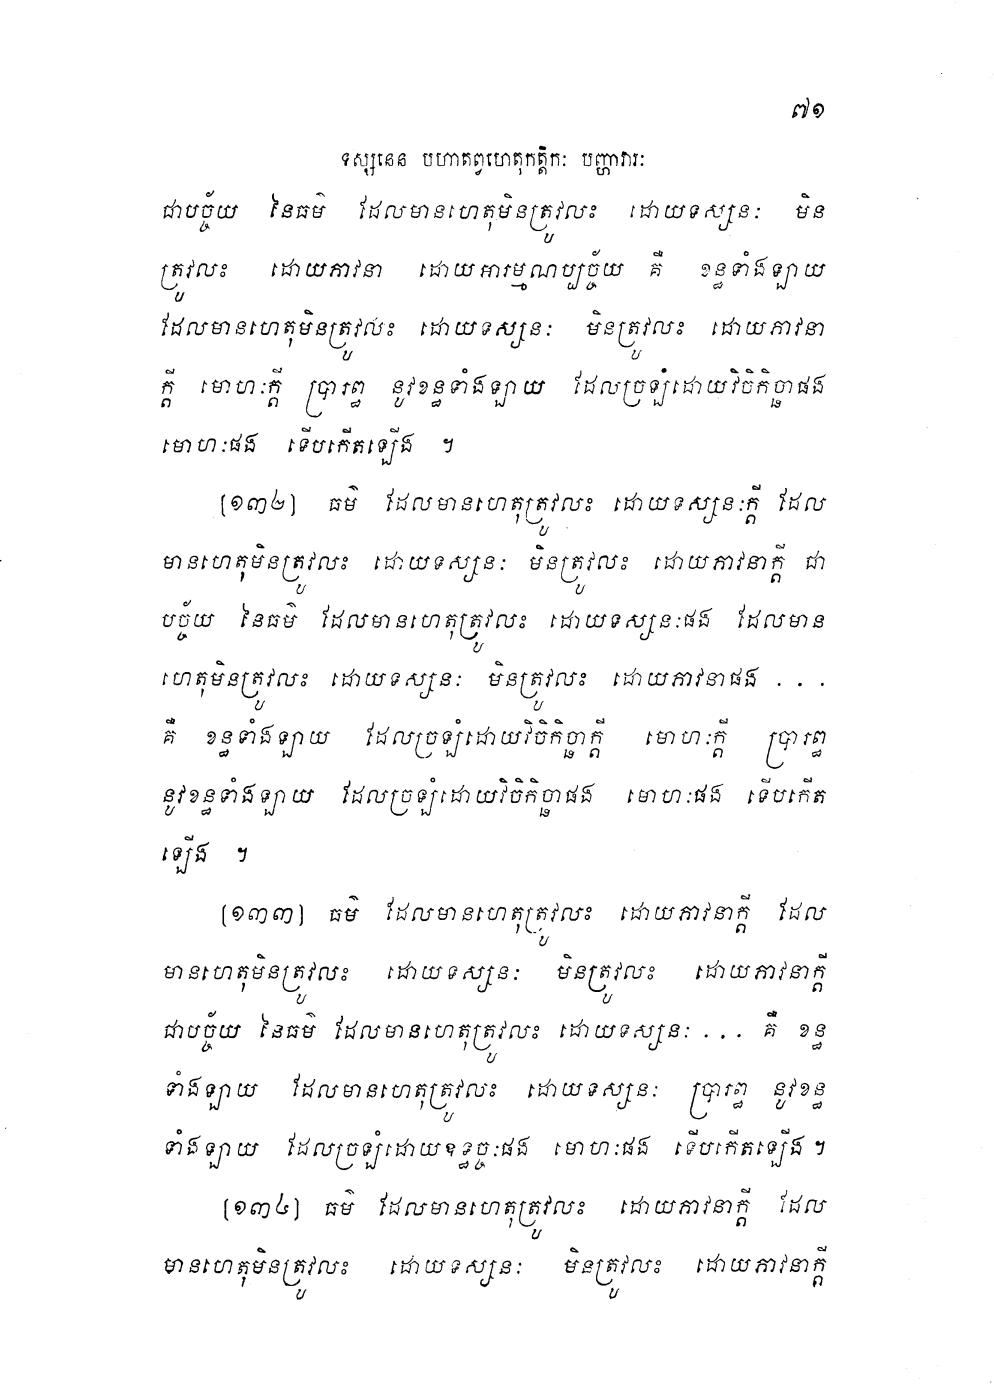 ៧១
ទស្សនេន បហាតព្វហេតុកត្តិកៈ បញ្ហាវារៈ
ជាបច្ច័យ នៃធម៌ ដែលមានហេតុមិនត្រូវលះ ដោយទស្សនៈ មិន
ត្រូវលះ ដោយភាវនា ដោយអារម្មណប្បច្ច័យ គឺ ខន្ធទាំងឡាយ
ដែលមានហេតុមិនត្រូវលះ ដោយទស្សនៈ មិនត្រូវលះ ដោយភាវនា
ក្តី មោហៈក្តី ប្រារព្ធ នូវខន្ធទាំងឡាយ ដែលច្រឡំដោយវិចិកិច្ឆាផង
មោហៈផង ទើបកើតឡើង ។
[១៣២] ធម៌ ដែលមានហេតុត្រូវលះ ដោយទស្សនៈក្តី ដែល
មានហេតុមិនត្រូវលះ ដោយទស្សនៈ មិនត្រូវលះ ដោយភាវនាក្តី ជា
បច្ច័យ នៃធម៌ ដែលមានហេតុត្រូវលះ ដោយទស្សនៈផង ដែលមាន
ហេតុមិនត្រូវលះ ដោយទស្សនៈ មិនត្រូវលះ ដោយភាវនាផង . . .
គឺ ខន្ធទាំងឡាយ ដែលច្រឡំដោយវិចិកិច្ឆាក្តី មោហៈក្តី ប្រារព្ធ
នូវខន្ធទាំងឡាយ ដែលច្រឡំដោយវិចិកិច្ឆាផង មោហៈផង ទើបកើត
ឡើង ។
[១៣៣] ធម៌ ដែលមានហេតុត្រូវលះ ដោយភាវនាក្តី ដែល
មានហេតុមិនត្រូវលះ ដោយទស្សនៈ មិនត្រូវលះ ដោយភាវនាក្តី
ជាបច្ច័យ នៃធម៌ ដែលមានហេតុត្រូវលះ ដោយទស្សនៈ . . . គឺ ខន្ធ
ទាំងឡាយ ដែលមានហេតុត្រូវលះ ដោយទស្សនៈ ប្រារព្ធ នូវខន្ធ
ទាំងឡាយ ដែលច្រឡំដោយឧទ្ធច្ចៈផង មោហៈផង ទើបកើតឡើង ។
[១៣៤] ធម៌ ដែលមានហេតុត្រូវលះ ដោយភាវនាក្តី ដែល
មានហេតុមិនត្រូវលះ ដោយទស្សនៈ មិនត្រូវលះ ដោយភាវនាក្តី